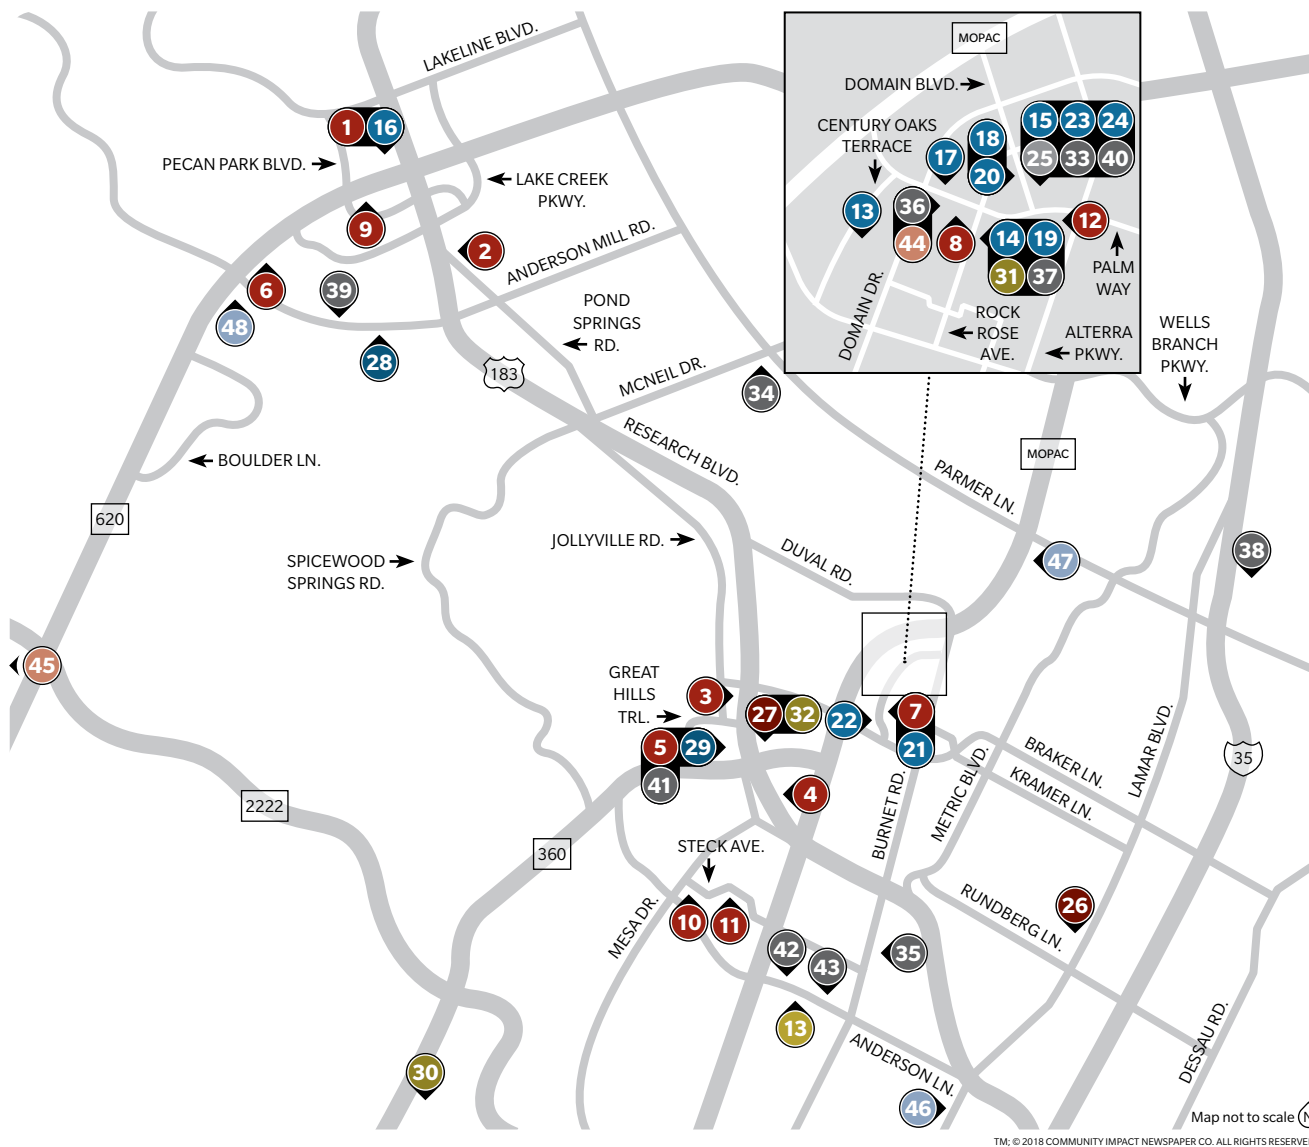 LAKELINE BLVD.
MOPAC
DOMAIN BLVD.
1 16
15 23 24
CENTURY OAKS
TERRACE
18
PECAN PARK BLVD.
17
25 33 40
20
LAKE CREEK
PKWY.
36
13
12
9
ANDERSON MILL RD.
44
8
14 19
2
PALM
WAY
31 37
6
39
48
POND
SPRINGS
RD.
DOMAIN DR.
ROCK
ROSE
AVE.
ALTERRA
PKWY.
WELLS
BRANCH
PKWY.
28
183
MCNEIL DR.
34
RESEARCH BLVD.
BOULDER LN.
MOPAC
PARMER LN.
620
JOLLYVILLE RD.
DUVAL RD.
38
SPICEWOOD
SPRINGS RD.
47
45
GREAT
HILLS
TRL.
3
27 32
22
7
5 29
21
41
4
BRAKER LN.
KRAMER LN.
METRIC BLVD.
LAMAR BLVD.
35
2222
BURNET RD.
360
STECK AVE.
MESA DR.
10
11
RUNDBERG LN.
26
42
43
35
13
DESSAU RD.
30
ANDERSON LN.
46
Map not to scale N
TM; © 2018 COMMUNITY IMPACT NEWSPAPER CO. ALL RIGHTS RESERVE